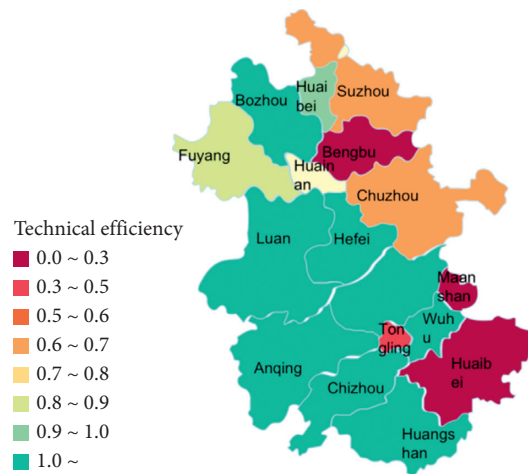 Huai
bei
Suzhou
Bozhou
Bengbu
Fuyang
Huain
an
Chuzhou
Luan
Hefei
Maan
shan
Wuh
u
Ton
gling
Huaib
ei
Anqing
Chizhou
Huangs
han
Technical efficiency
0.0 ~ 0.3
0.3 ~ 0.5
0.5 ~ 0.6
0.6 ~ 0.7
0.7 ~ 0.8
0.8 ~ 0.9
0.9 ~ 1.0
1.0 ~